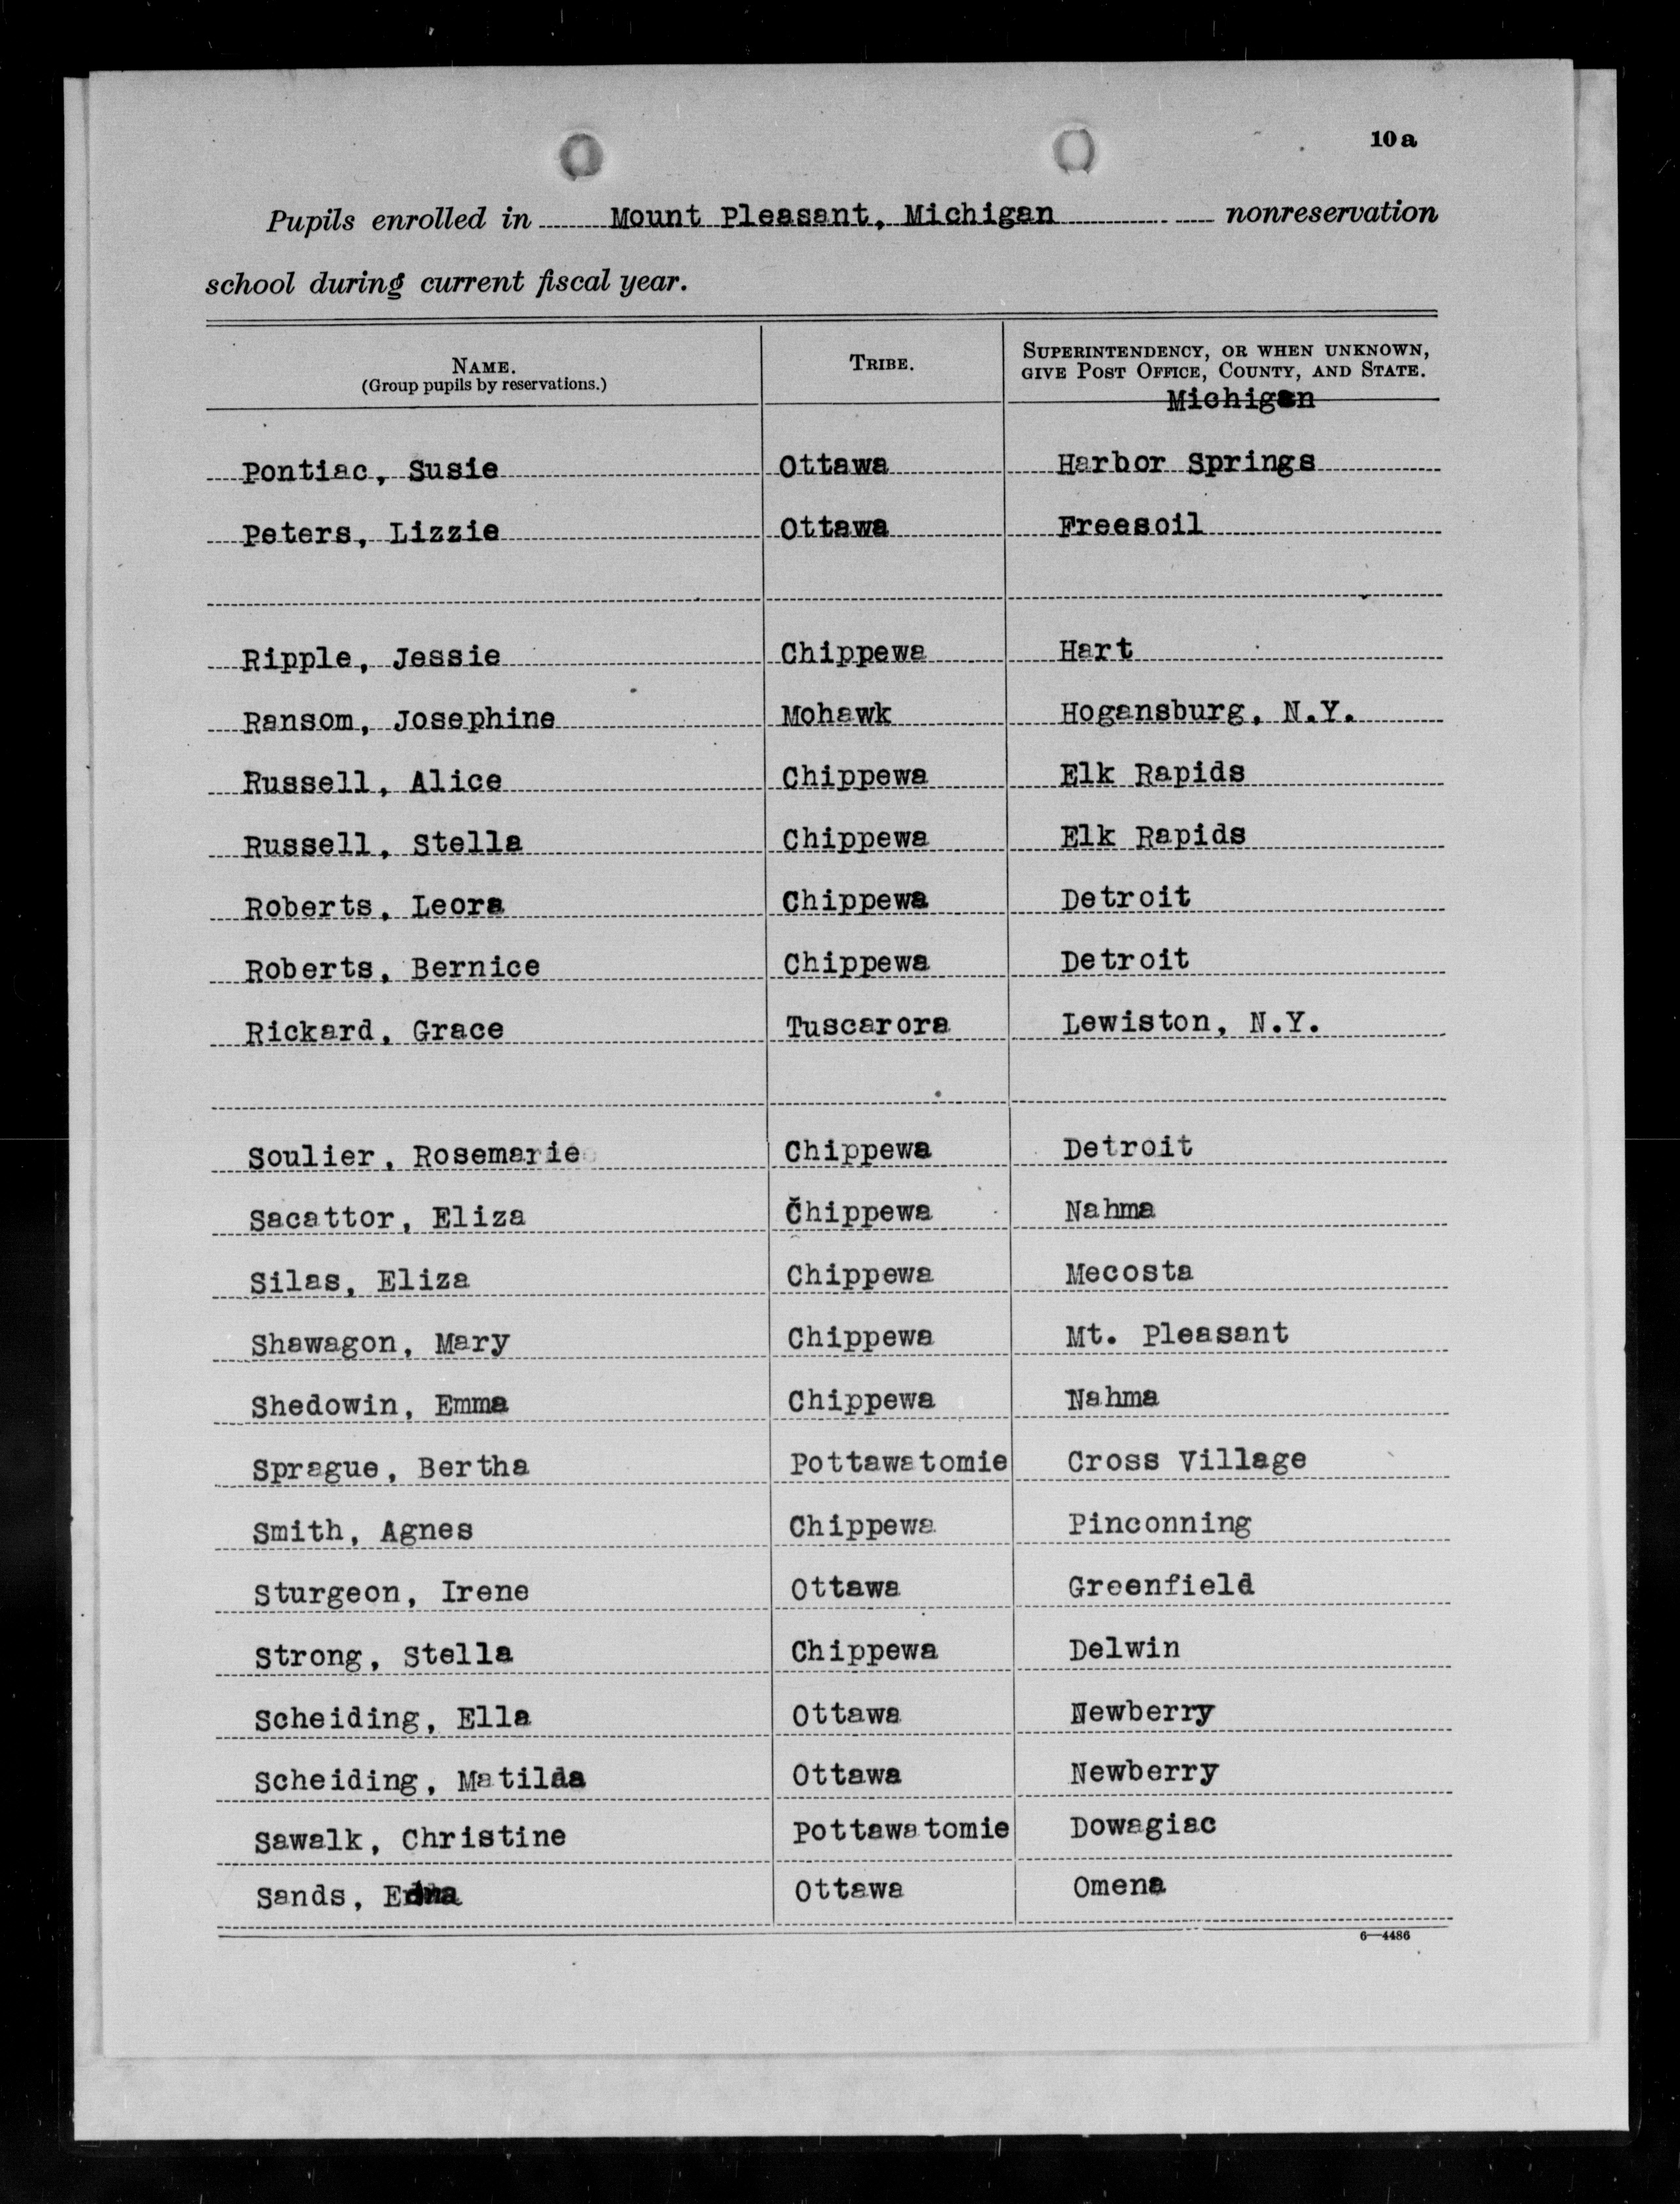 10 a
Pupils enrolled in Mount Pleasant, Michigan nonreservation
school during current fiscal year.
NAME. TRIBE. SUPERINTENDENCY, OR WHEN UNKNOWN,
(Group pupils by reservations.) GIVE POST OFFICE, COUNTY, AND STATE.
Michigan
Pontiac, Susie Ottawa Harbor Springs
Peters, Lizzie Ottawa Freesoil
Ripple, Jessie Chippewa Hart
Ransom, Josephine Mohawk Hogansburg, N.Y.
Russell, Alice Chippewa Elk Rapids
Russell, Stella Chippewa Elk Rapids
Roberts, Leora Chippewa Detroit
Roberts, Bernice Chippewa Detroit
Rickard, Grace Tuscarora Lewiston, N.Y.
Soulier, Rosemarie Chippewa Detroit
Sacattor, Eliza Chippewa Nahma
Silas, Eliza Chippewa Mecosta
Shawagon, Mary Chippewa Mt. Pleasant
Shedowin, Emma Chippewa Nahma
Sprague, Bertha Pottawatomie Cross Village
Smith, Agnes Chippewa Pinconning
Sturgeon, Irene Ottawa Greenfield
Strong, Stella Chippewa Delwin
Scheiding, Ella Ottawa Newberry
Scheiding, Matilda Ottawa Newberry
Sawalk, Christine Pottawatomie Dowagiac
Sands, Edna Ottawa Omena
6—4486